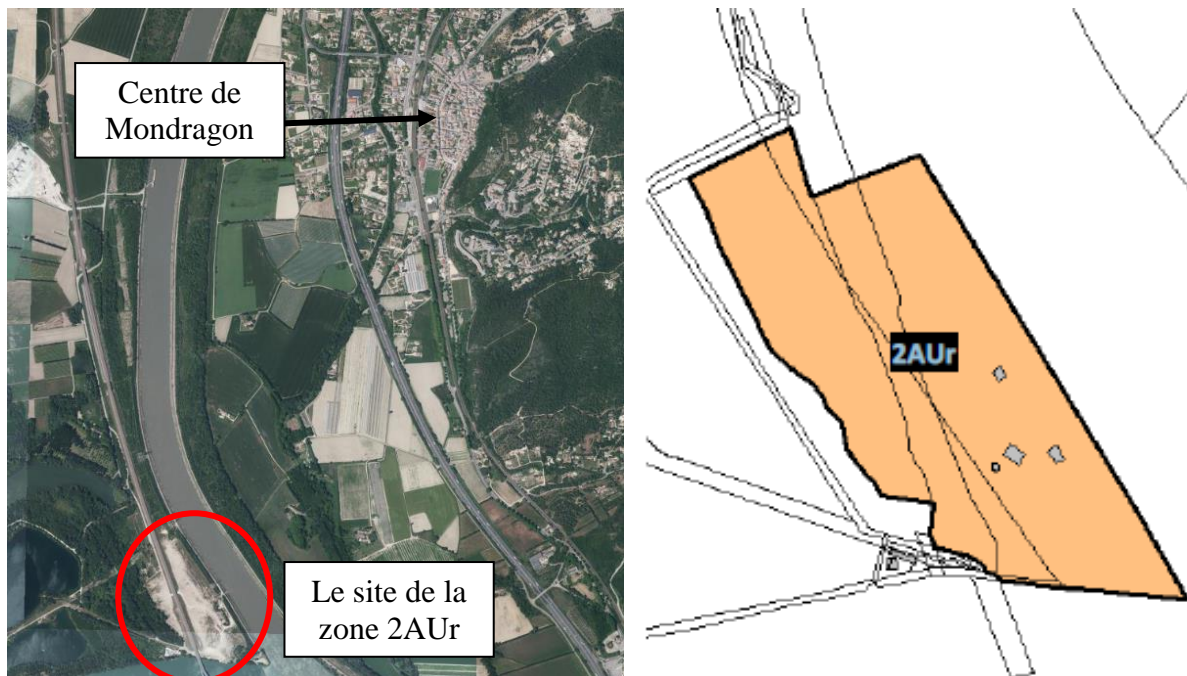 Centre de
Mondragon
Le site de la
zone 2AUr
2AUr